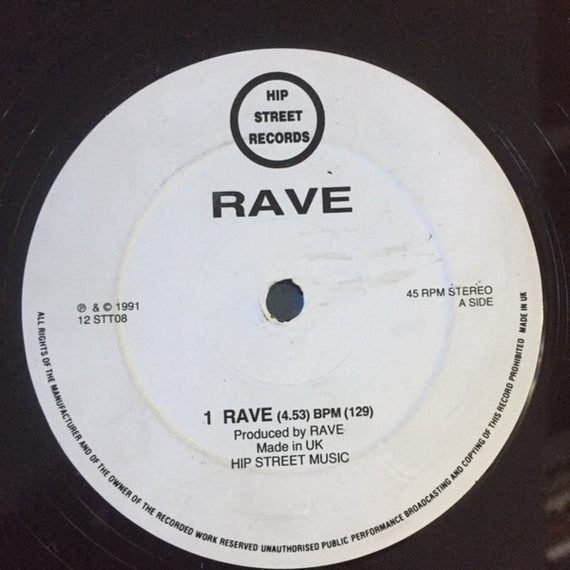 HIP
STREET
RECORDS
RAVE
℗ & © 1991
12 STT08
45 RPM STEREO
A SIDE
1 RAVE (4.53) BPM (129)
Produced by RAVE
Made in UK
HIP STREET MUSIC
ALL RIGHTS OF THE MANUFACTURER AND OF THE OWNER OF THE RECORDED WORK RESERVED UNAUTHORISED PUBLIC PERFORMANCE BROADCASTING AND COPYING OF THIS RECORD PROHIBITED MADE IN UK